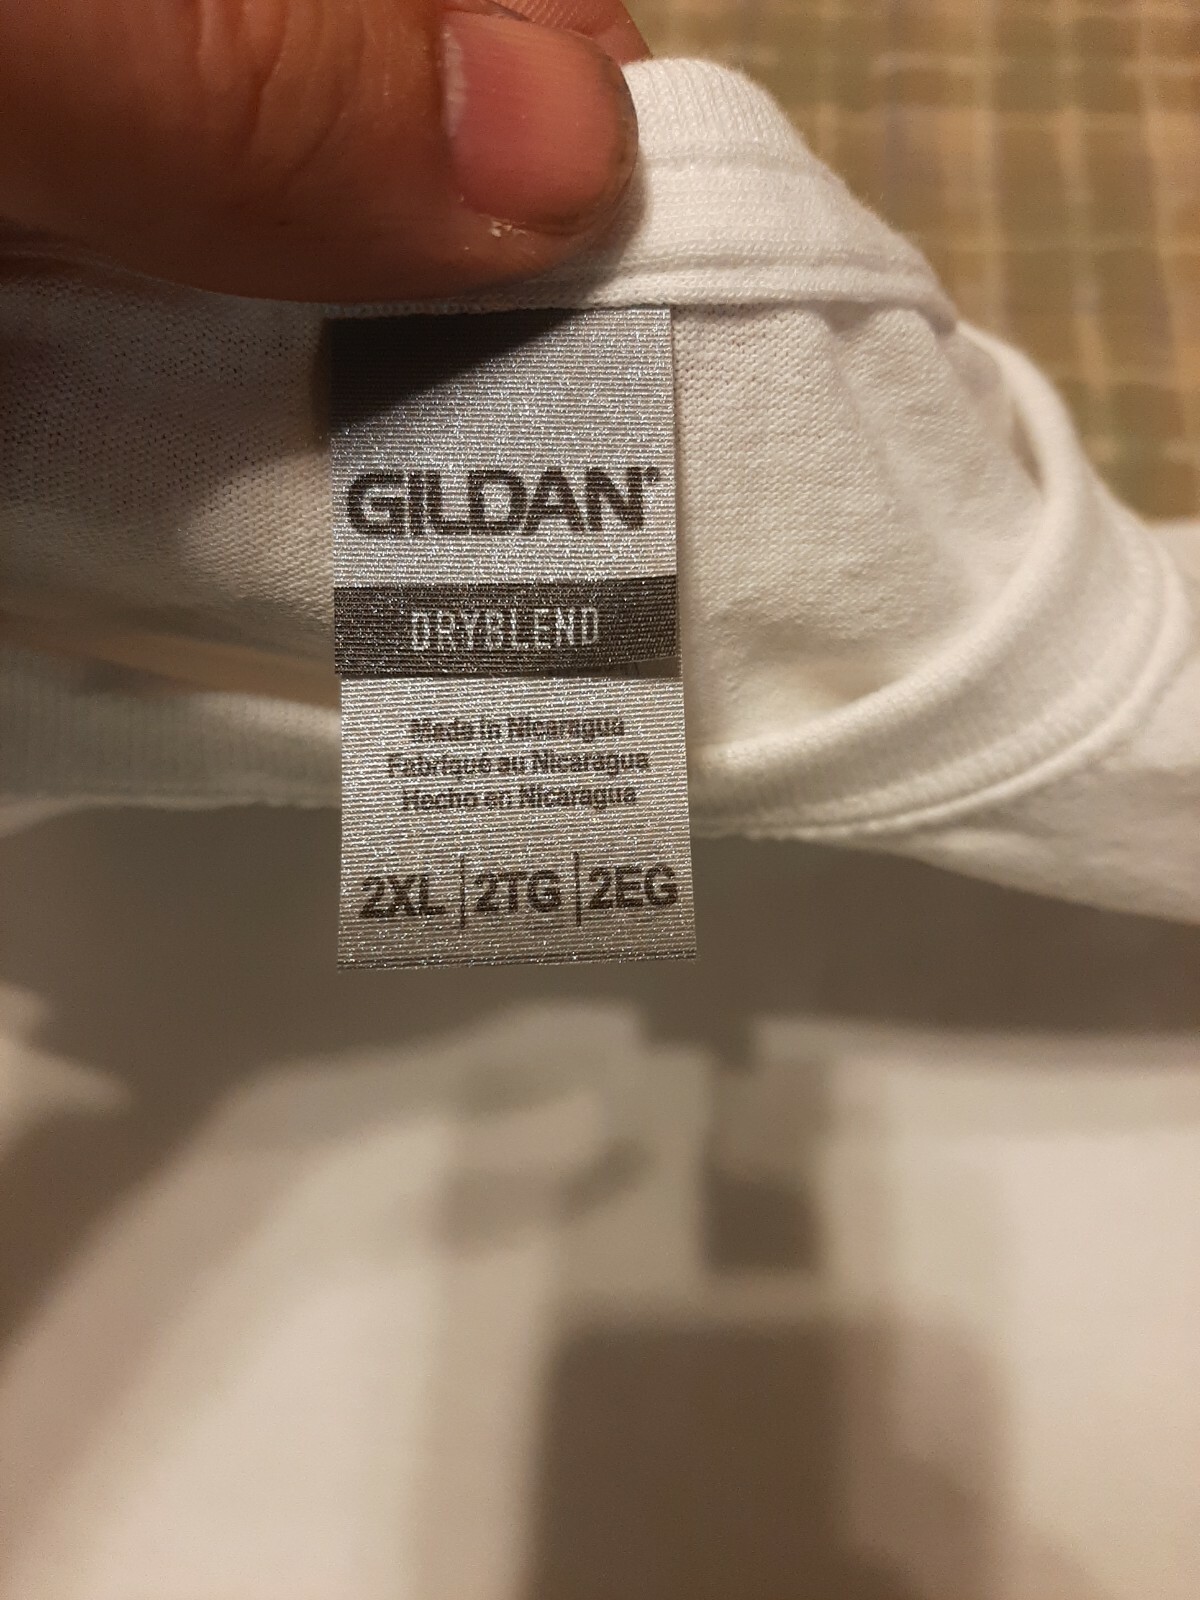 GILDAN®
DRYBLEND
Made in Nicaragua
Fabriqué au Nicaragua
Hecho en Nicaragua
2XL | 2TG | 2EG